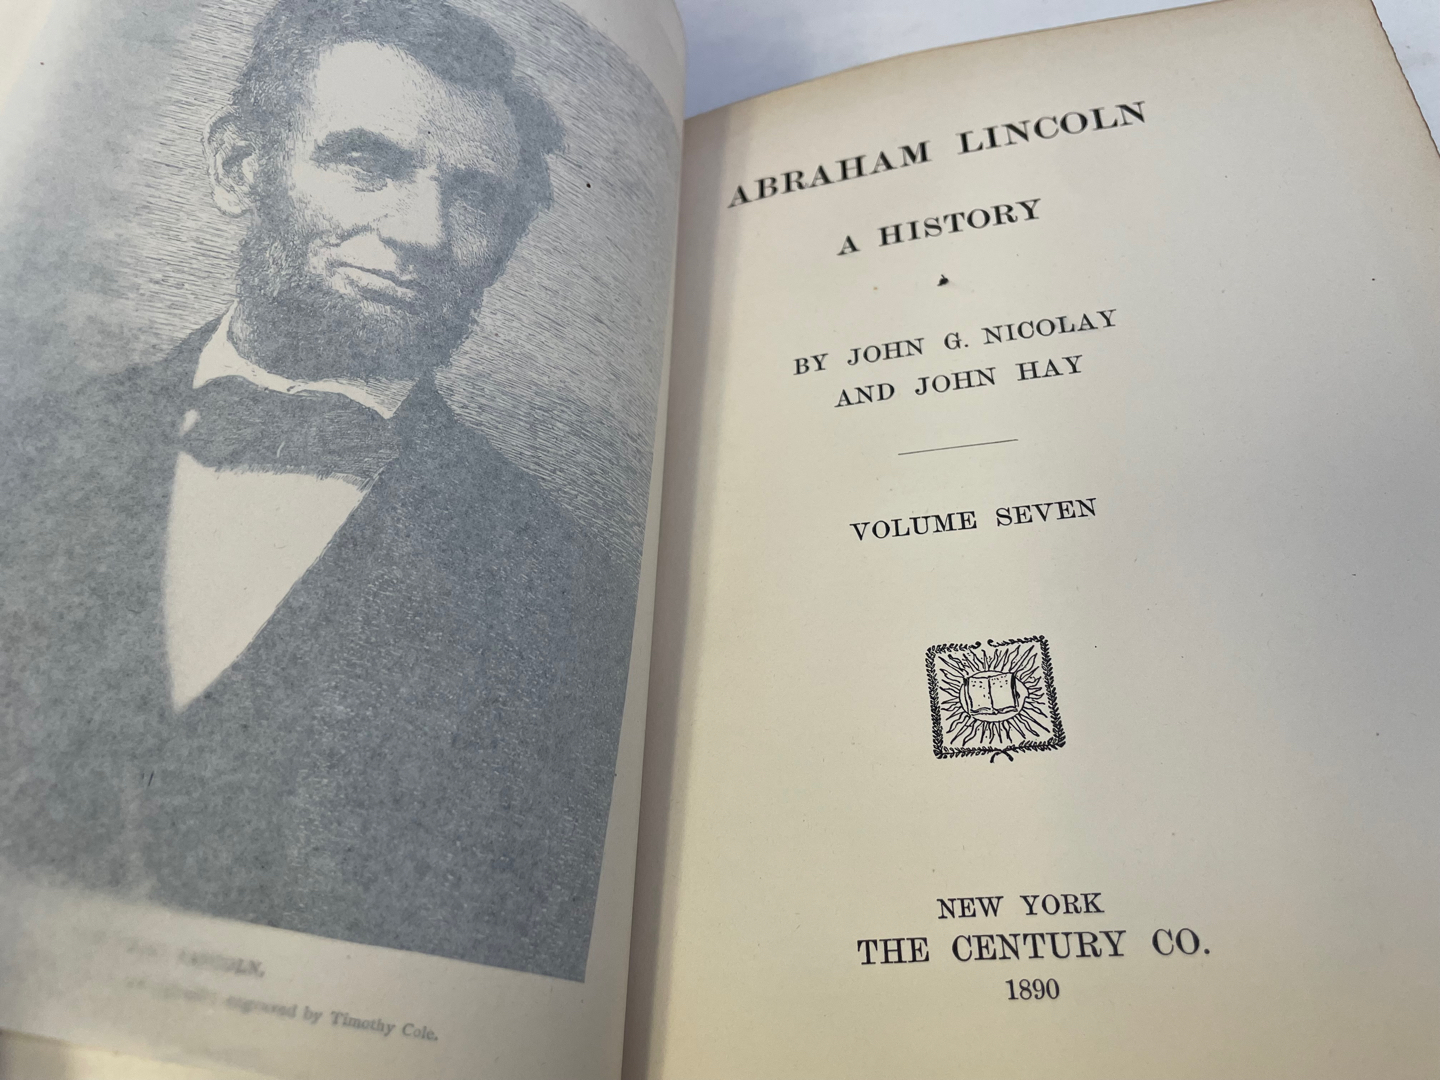 LINCOLN,
engraved by Timothy Cole.
ABRAHAM LINCOLN
A HISTORY
BY JOHN G. NICOLAY
AND JOHN HAY
VOLUME SEVEN
NEW YORK
THE CENTURY CO.
1890